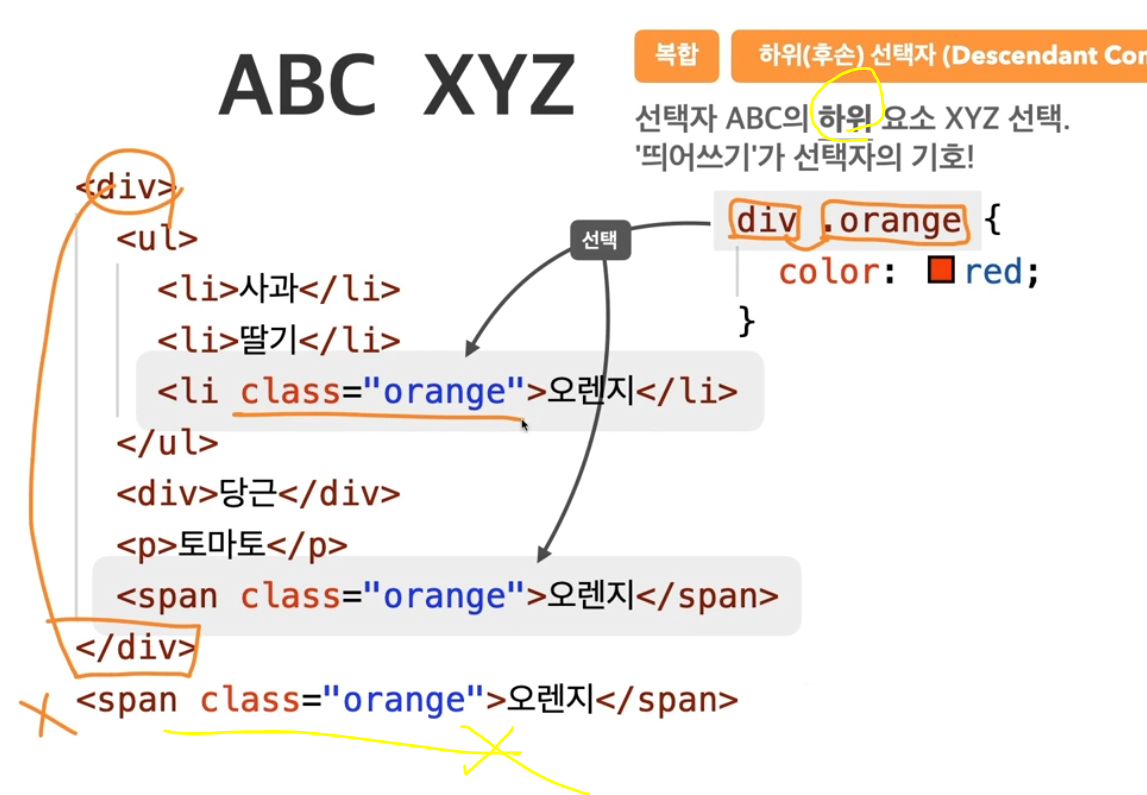 ABC XYZ
복합
하위(후손) 선택자 (Descendant
선택자 ABC의 하위 요소 XYZ 선택.
'띄어쓰기'가 선택자의 기호!
<div>
<ul>
<li>사과</li>
<li>딸기</li>
<li class="orange">오렌지</li>
</ul>
<div>당근</div>
<p>토마토</p>
<span class="orange">오렌지</span>
</div>
<span class="orange">오렌지</span>
선택
div .orange {
color: red;
}